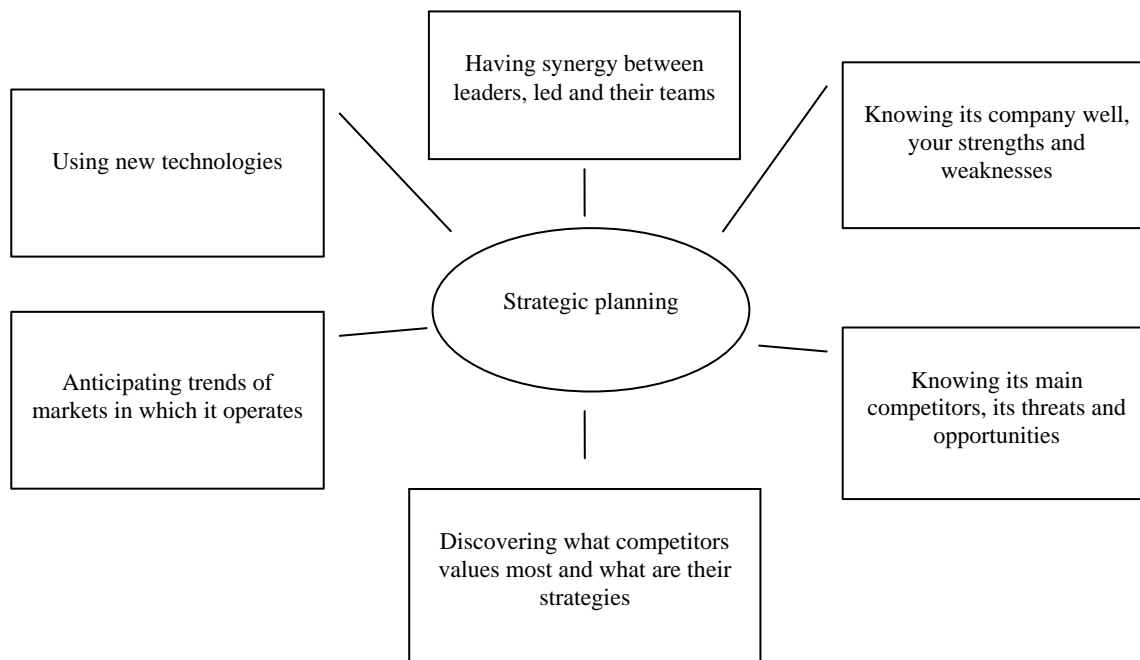 Having synergy between
leaders, led and their teams
Knowing its company well,
your strengths and
weaknesses
Using new technologies
Strategic planning
Anticipating trends of
markets in which it operates
Knowing its main
competitors, its threats and
opportunities
Discovering what competitors
values most and what are their
strategies